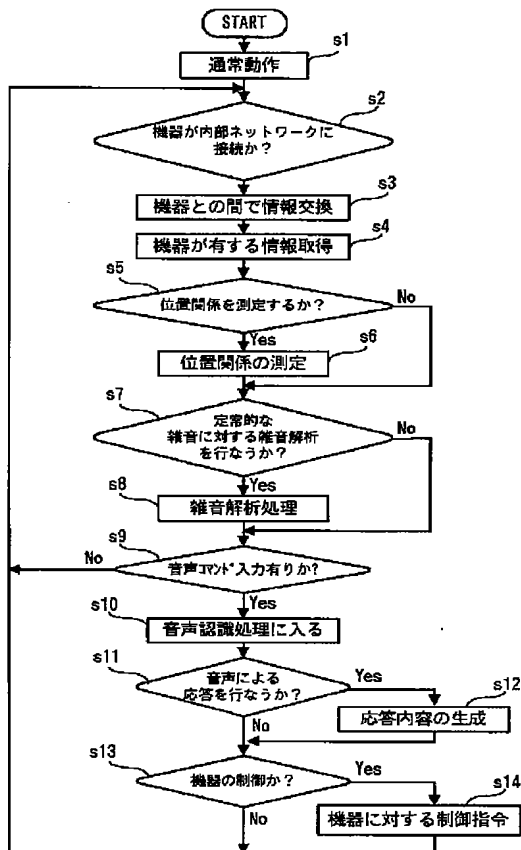 START
s1
通常動作
s2
機器が内部ネットワークに
接続か？
s3
機器との間で情報交換
s4
機器が有する情報取得
s5
位置関係を測定するか？
No
Yes
s6
位置関係の測定
s7
定常的な
雑音に対する雑音解析
を行なうか？
No
Yes
s8
雑音解析処理
s9
No
音声ｺﾏﾝﾄﾞ入力有りか？
Yes
s10
音声認識処理に入る
s11
音声による
応答を行なうか？
Yes
s12
応答内容の生成
No
s13
機器の制御か？
Yes
s14
機器に対する制御指令
No